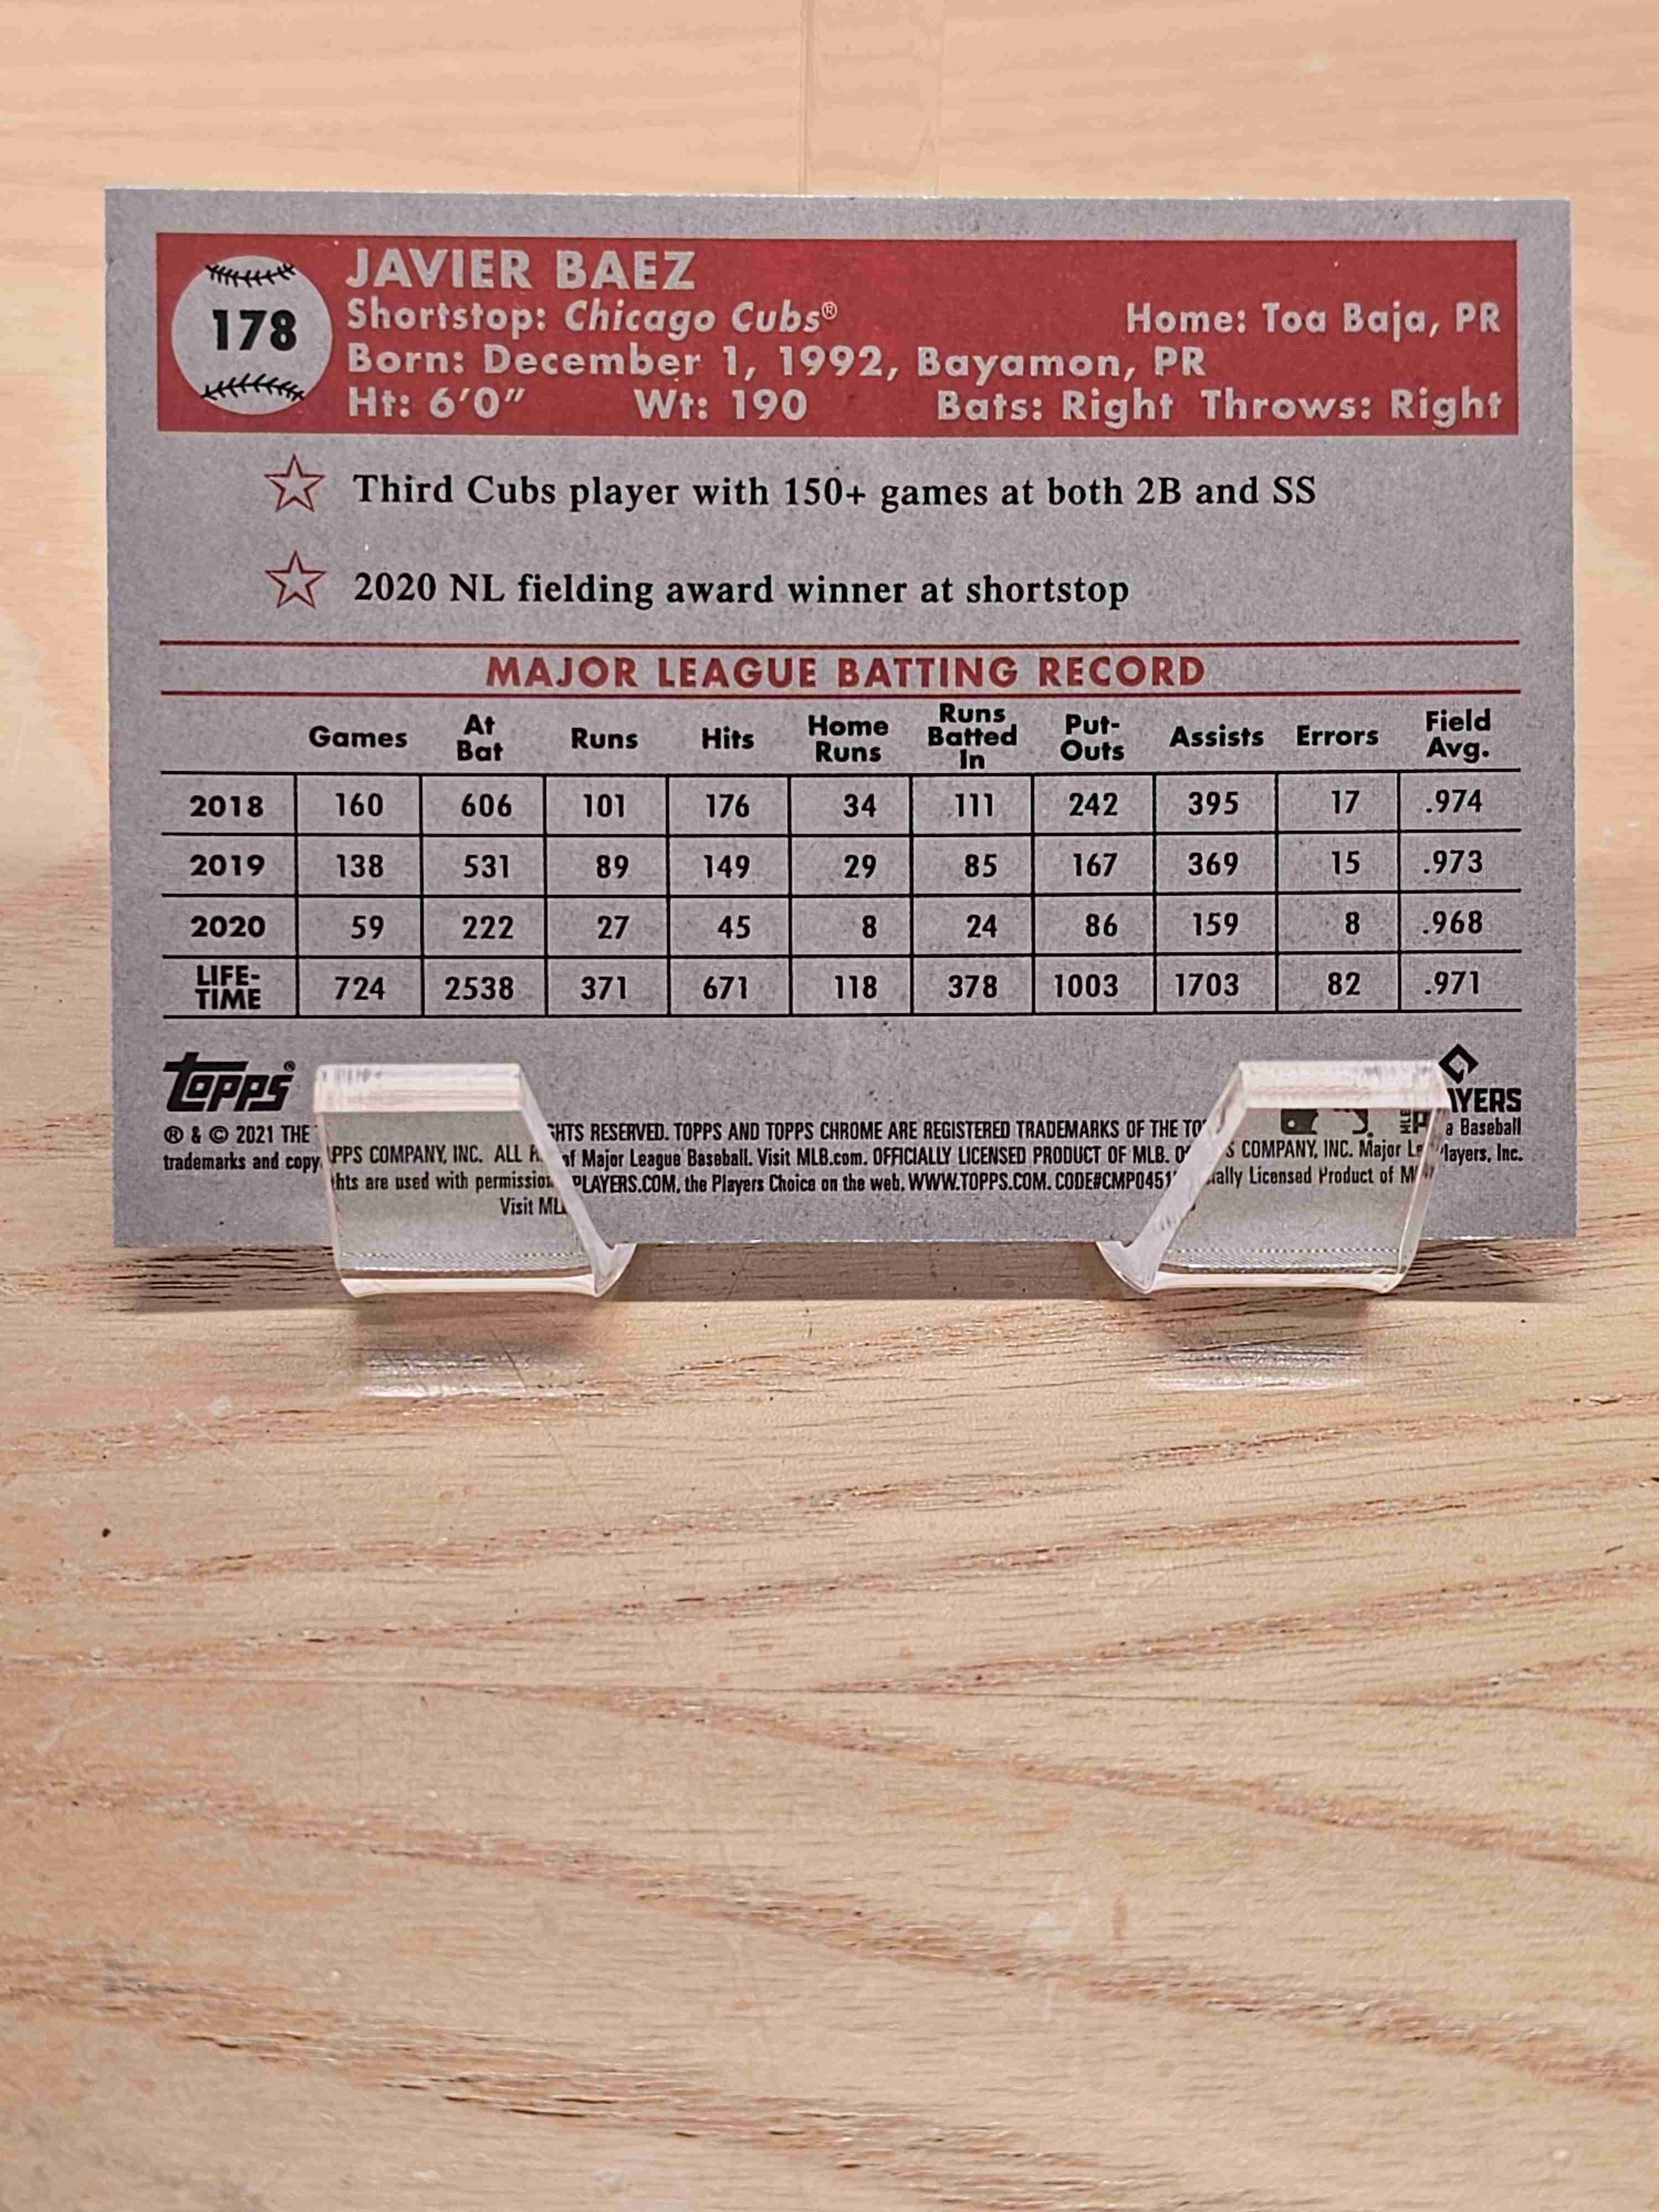 178
JAVIER BAEZ
Shortstop: Chicago Cubs® Home: Toa Baja, PR
Born: December 1, 1992, Bayamon, PR
Ht: 6'0" Wt: 190 Bats: Right Throws: Right
Third Cubs player with 150+ games at both 2B and SS
2020 NL fielding award winner at shortstop
MAJOR LEAGUE BATTING RECORD
Games At Bat Runs Hits Home Runs Runs Batted In Put-Outs Assists Errors Field Avg.
2018 160 606 101 176 34 111 242 395 17 .974
2019 138 531 89 149 29 85 167 369 15 .973
2020 59 222 27 45 8 24 86 159 8 .968
LIFE-TIME 724 2538 371 671 118 378 1003 1703 82 .971
Topps®
® & © 2021 THE COMPANY, INC. ALL RESERVED. TOPPS AND TOPPS CHROME ARE REGISTERED TRADEMARKS OF THE COMPANY, INC. Major Baseball
trademarks and of Major League Baseball. Visit MLB.com. OFFICIALLY LICENSED PRODUCT OF MLB. Licensed Product of Inc.
are used with PLAYERS.COM, the Players Choice on the web. WWW.TOPPS.COM.
Visit